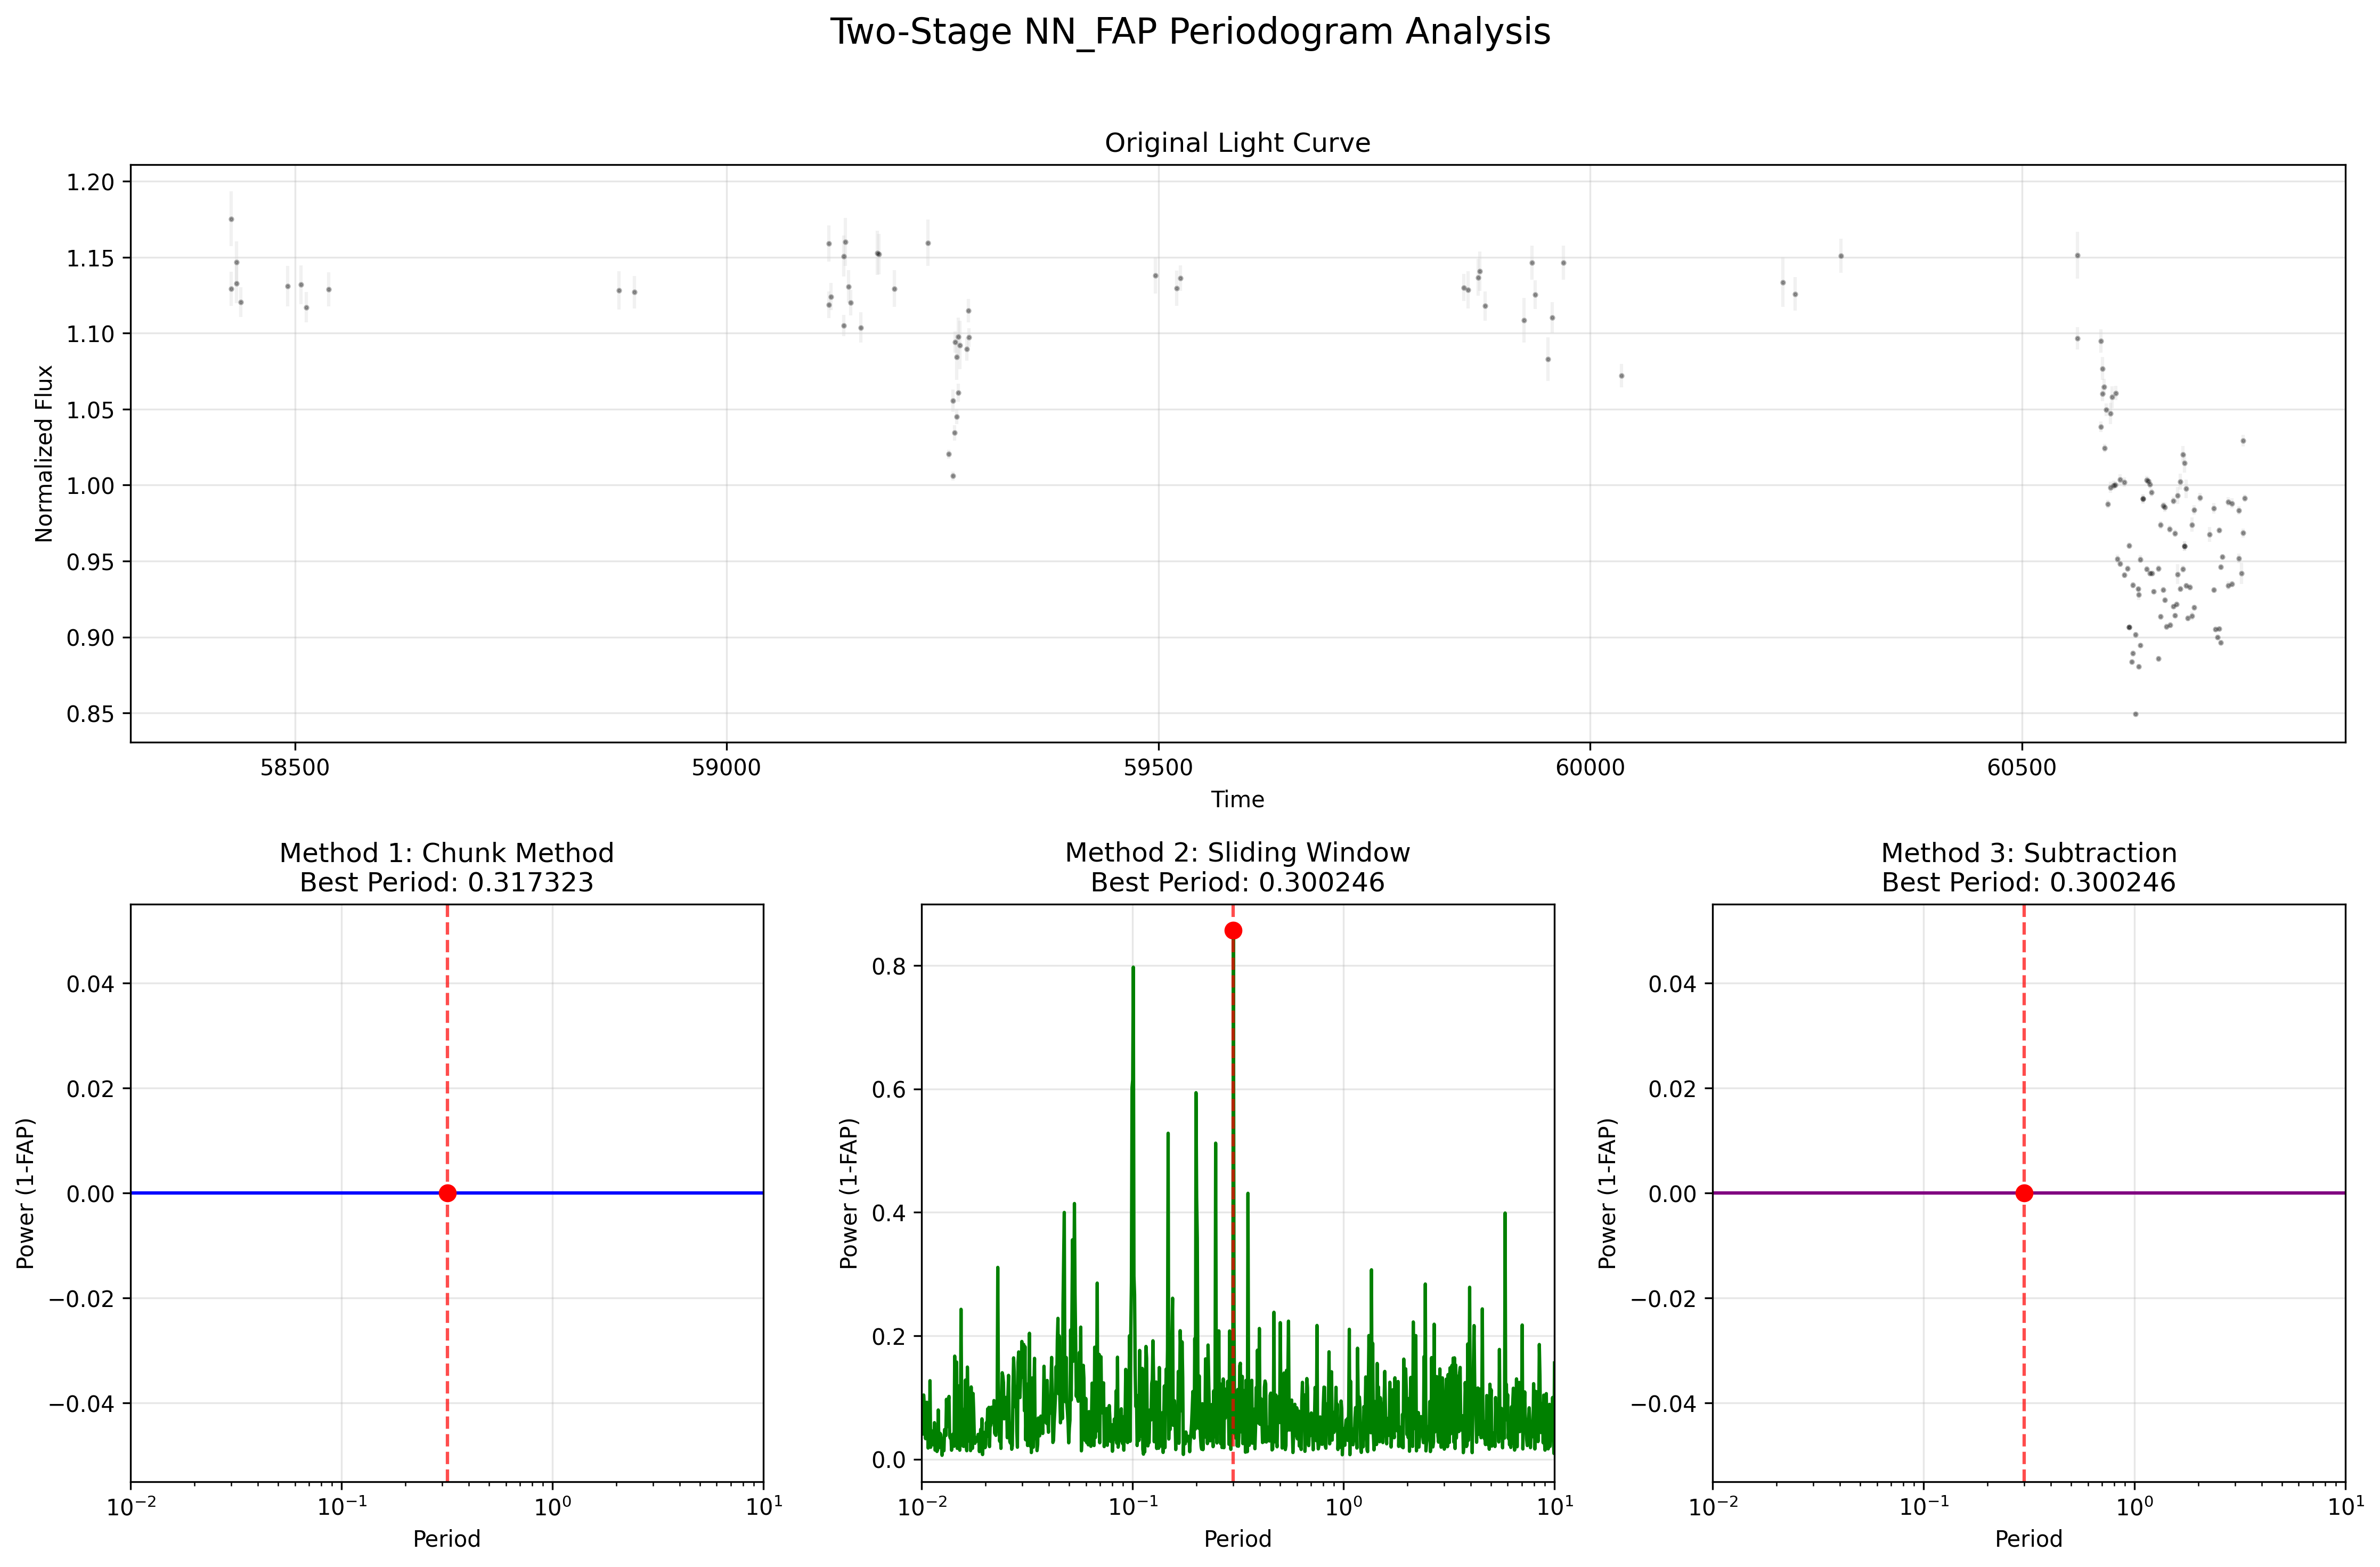 Two-Stage NN_FAP Periodogram Analysis
Original Light Curve
Normalized Flux
1.20
1.15
1.10
1.05
1.00
0.95
0.90
0.85
58500 59000 59500 60000 60500
Time
Method 1: Chunk Method
Best Period: 0.317323
Power (1-FAP)
0.04
0.02
0.00
−0.02
−0.04
10⁻² 10⁻¹ 10⁰ 10¹
Period
Method 2: Sliding Window
Best Period: 0.300246
Power (1-FAP)
0.8
0.6
0.4
0.2
0.0
10⁻² 10⁻¹ 10⁰ 10¹
Period
Method 3: Subtraction
Best Period: 0.300246
Power (1-FAP)
0.04
0.02
0.00
−0.02
−0.04
10⁻² 10⁻¹ 10⁰ 10¹
Period